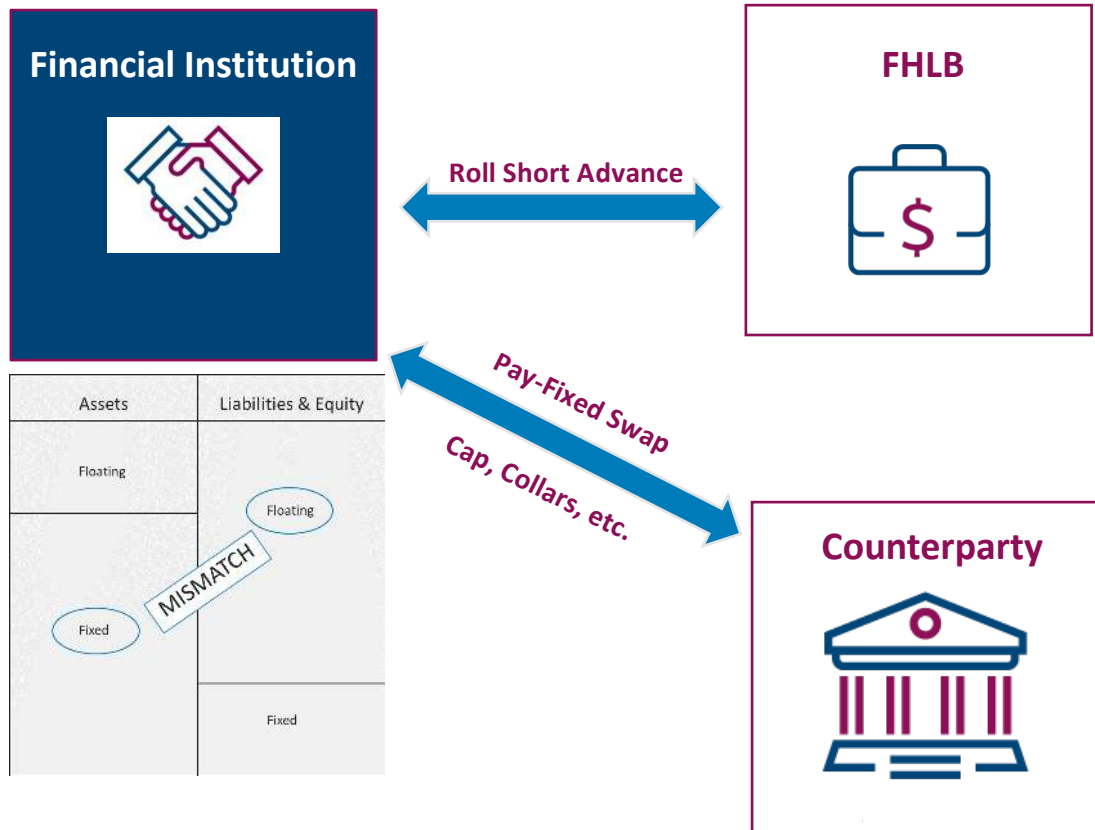 Financial Institution
FHLB
$
Roll Short Advance
Pay-Fixed Swap
Cap, Collars, etc.
Assets
Liabilities & Equity
Floating
Floating
MISMATCH
Fixed
Fixed
Counterparty